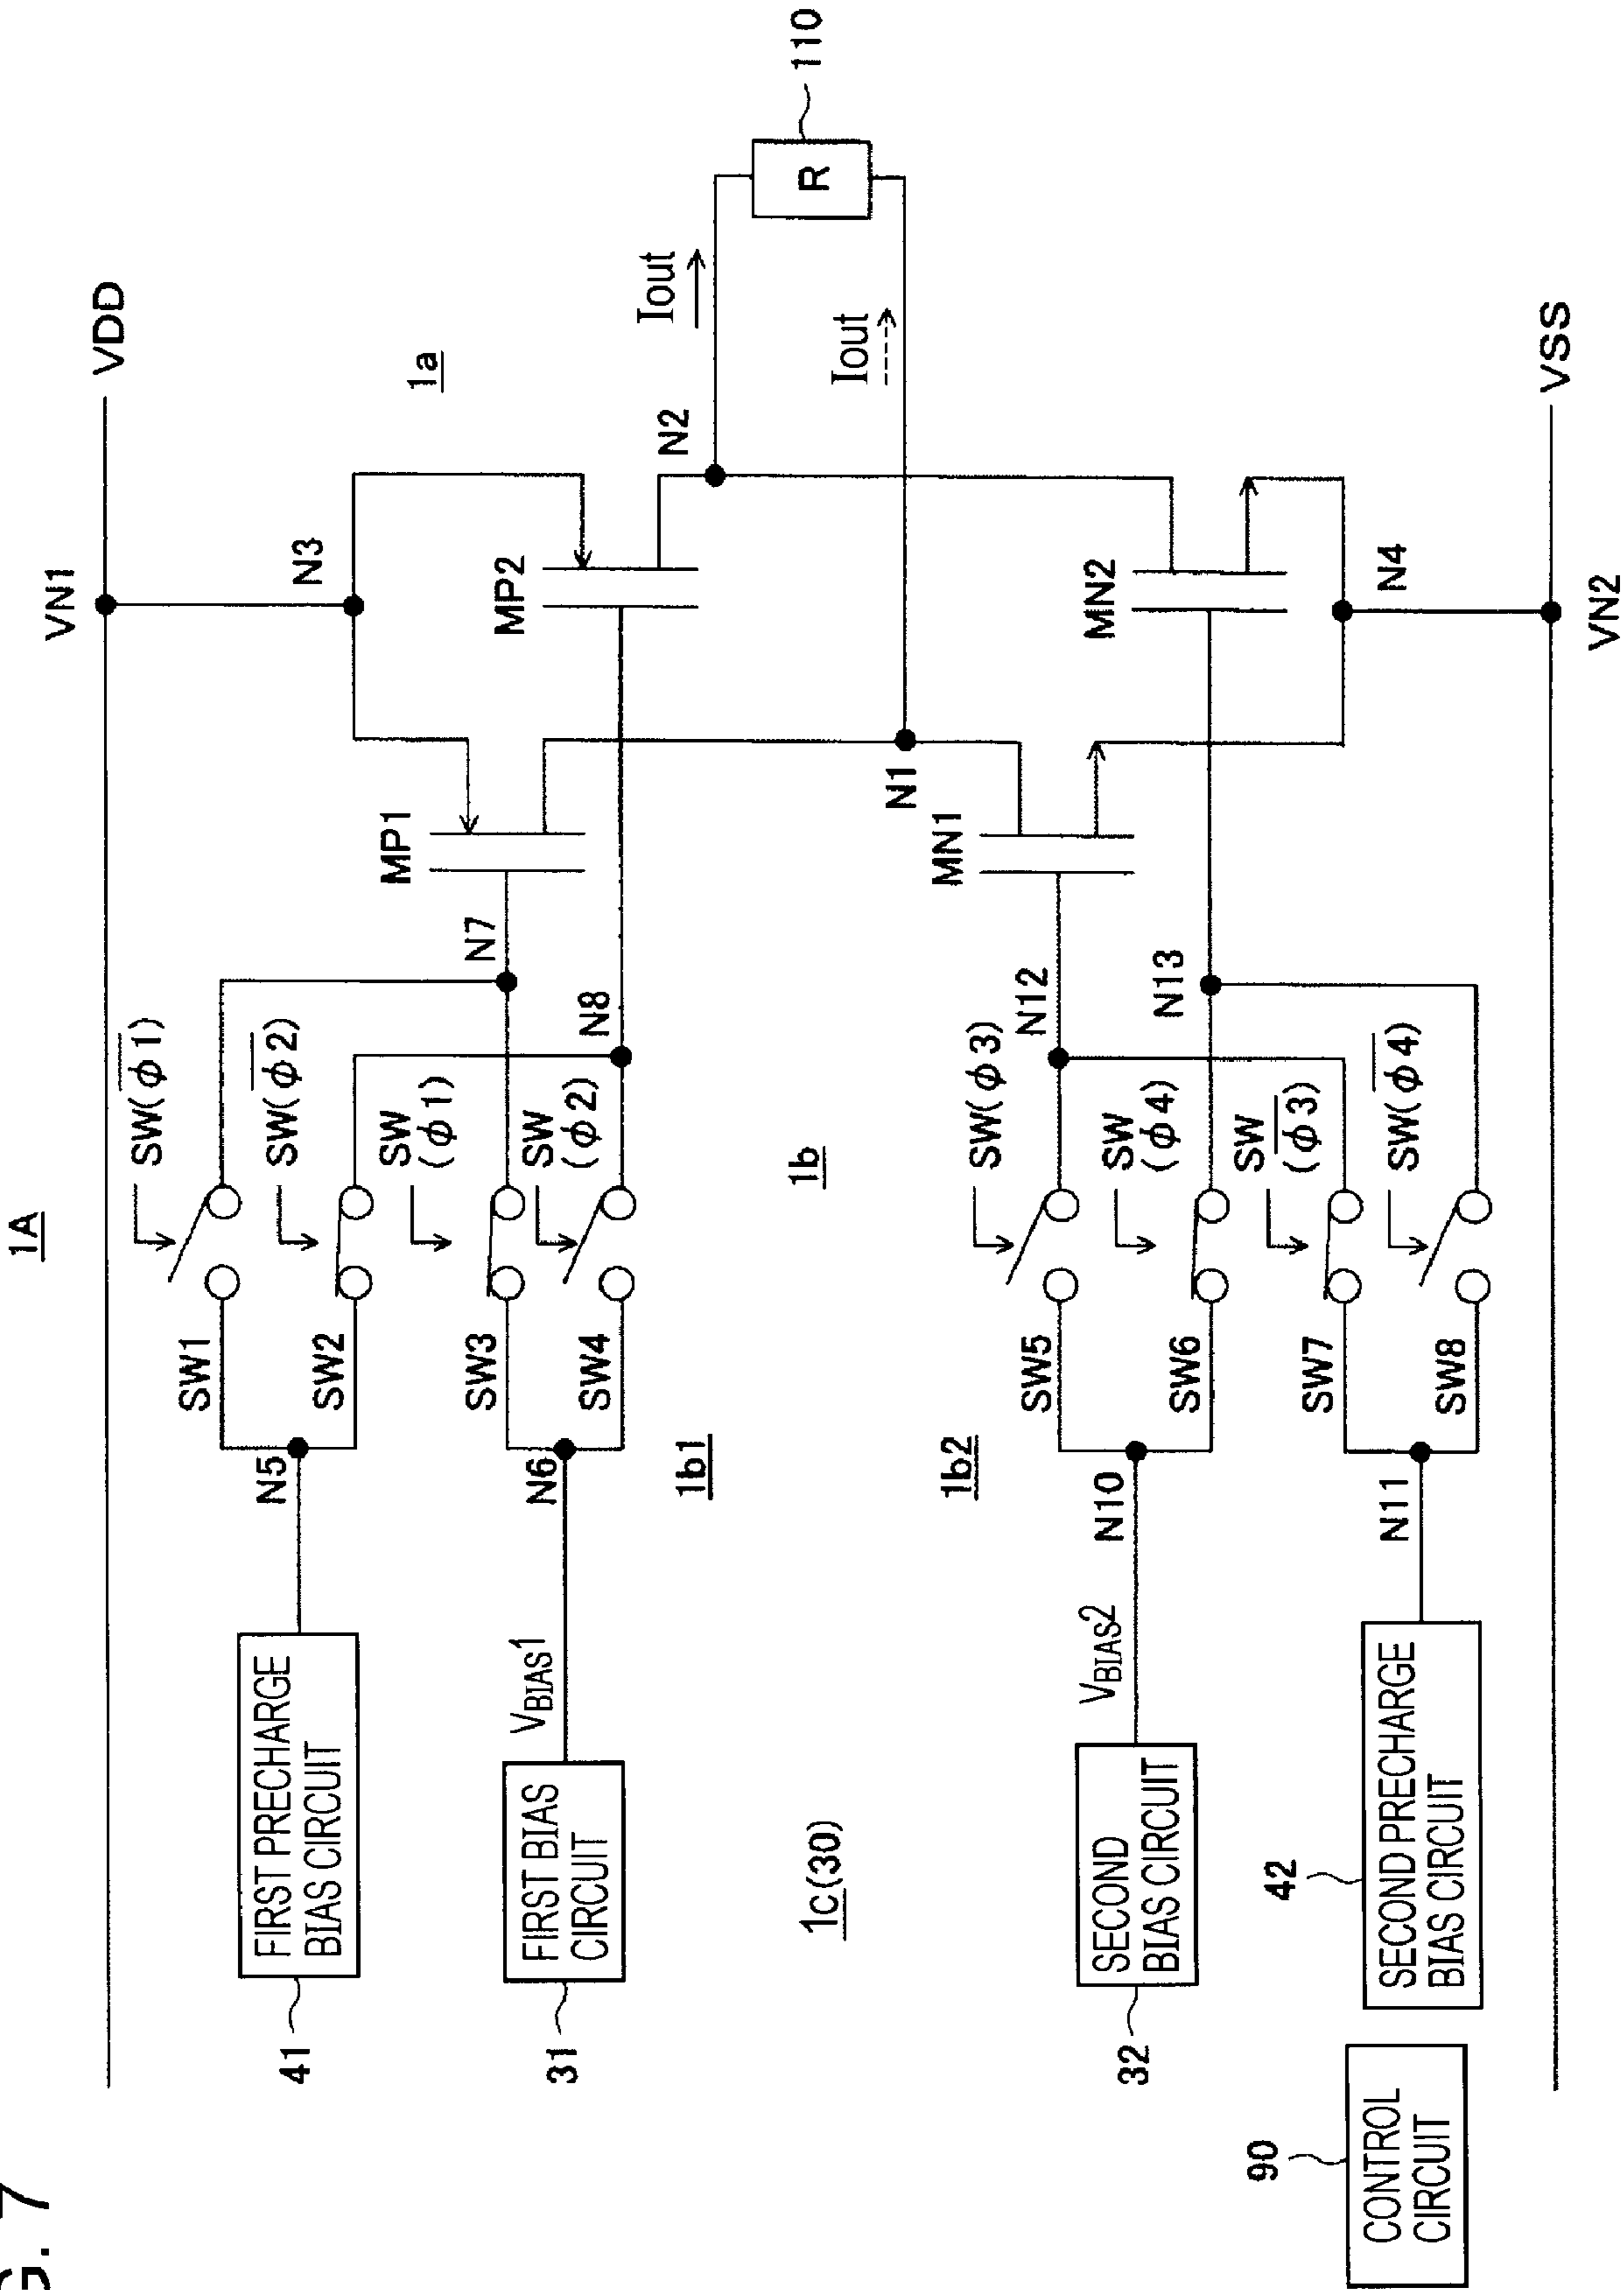 G. 7
1A
VN1
VDD
N3
1a
FIRST PRECHARGE
BIAS CIRCUIT
41
N5
SW1
SW2
SW(φ1)
SW(φ2)
FIRST BIAS
CIRCUIT
31
VBIAS1
N6
SW3
SW4
SW
(φ1)
SW
(φ2)
N7
N8
MP1
MP2
N2
Iout
Iout
R
110
1b1
1b
N1
1c(30)
1b2
SECOND
BIAS CIRCUIT
32
VBIAS2
N10
SW5
SW6
SW(φ3)
SW
(φ4)
N12
N13
MN1
MN2
SECOND PRECHARGE
BIAS CIRCUIT
42
N11
SW7
SW8
SW
(φ3)
SW(φ4)
N4
CONTROL
CIRCUIT
90
VN2
VSS